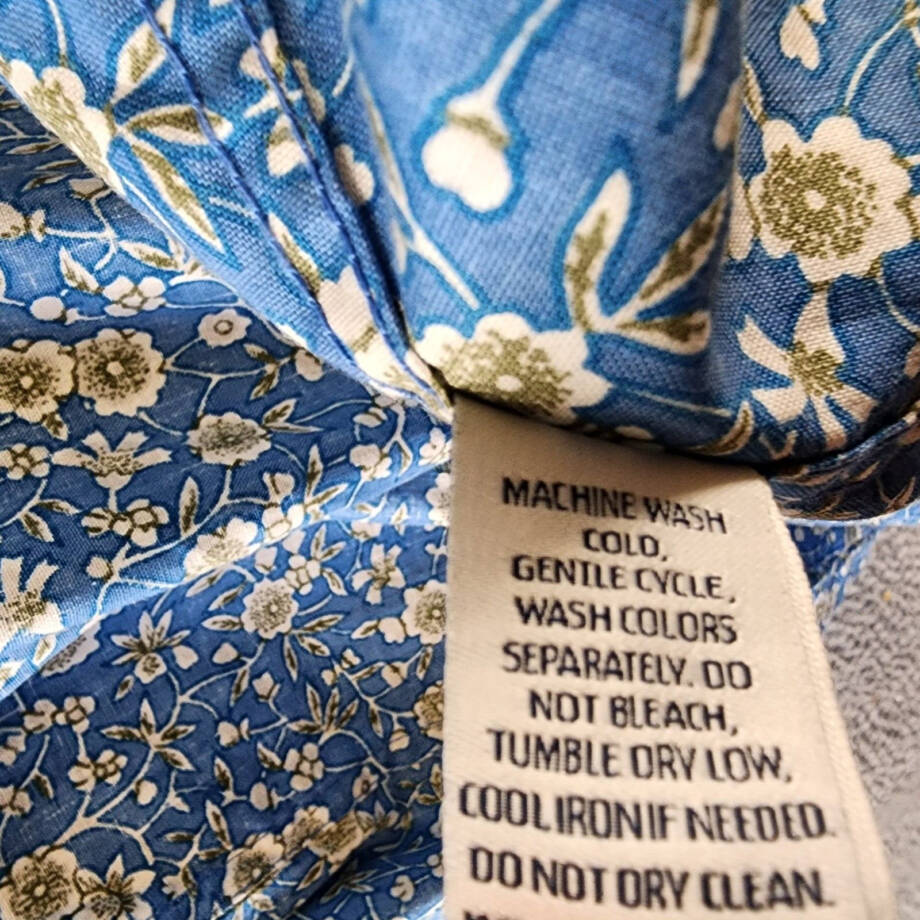 MACHINE WASH
COLD,
GENTLE CYCLE,
WASH COLORS
SEPARATELY. DO
NOT BLEACH,
TUMBLE DRY LOW,
COOL IRON IF NEEDED.
DO NOT DRY CLEAN.